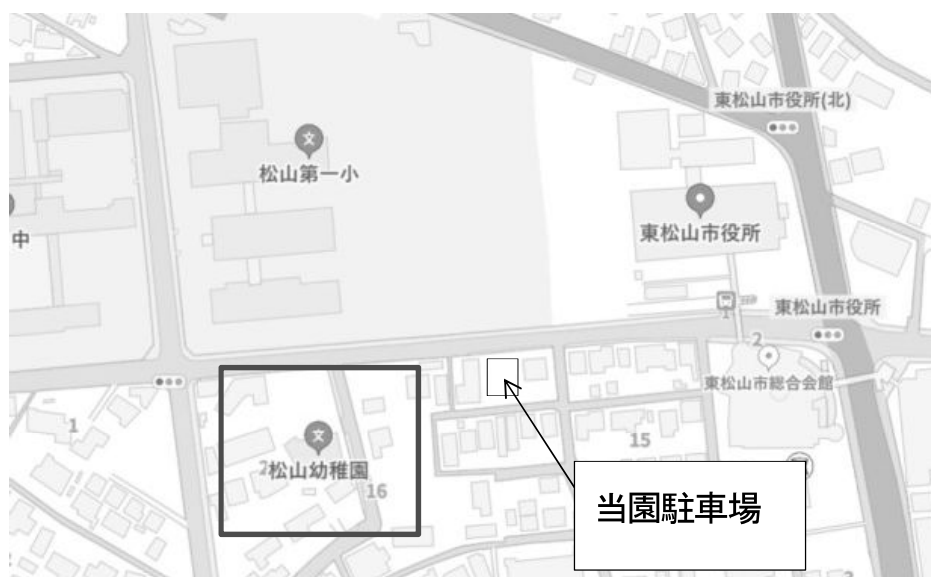 東松山市役所(北)
松山第一小
東松山市役所
中
東松山市役所
1
2
東松山市総合会館
1
15
2
松山幼稚園
16
当園駐車場